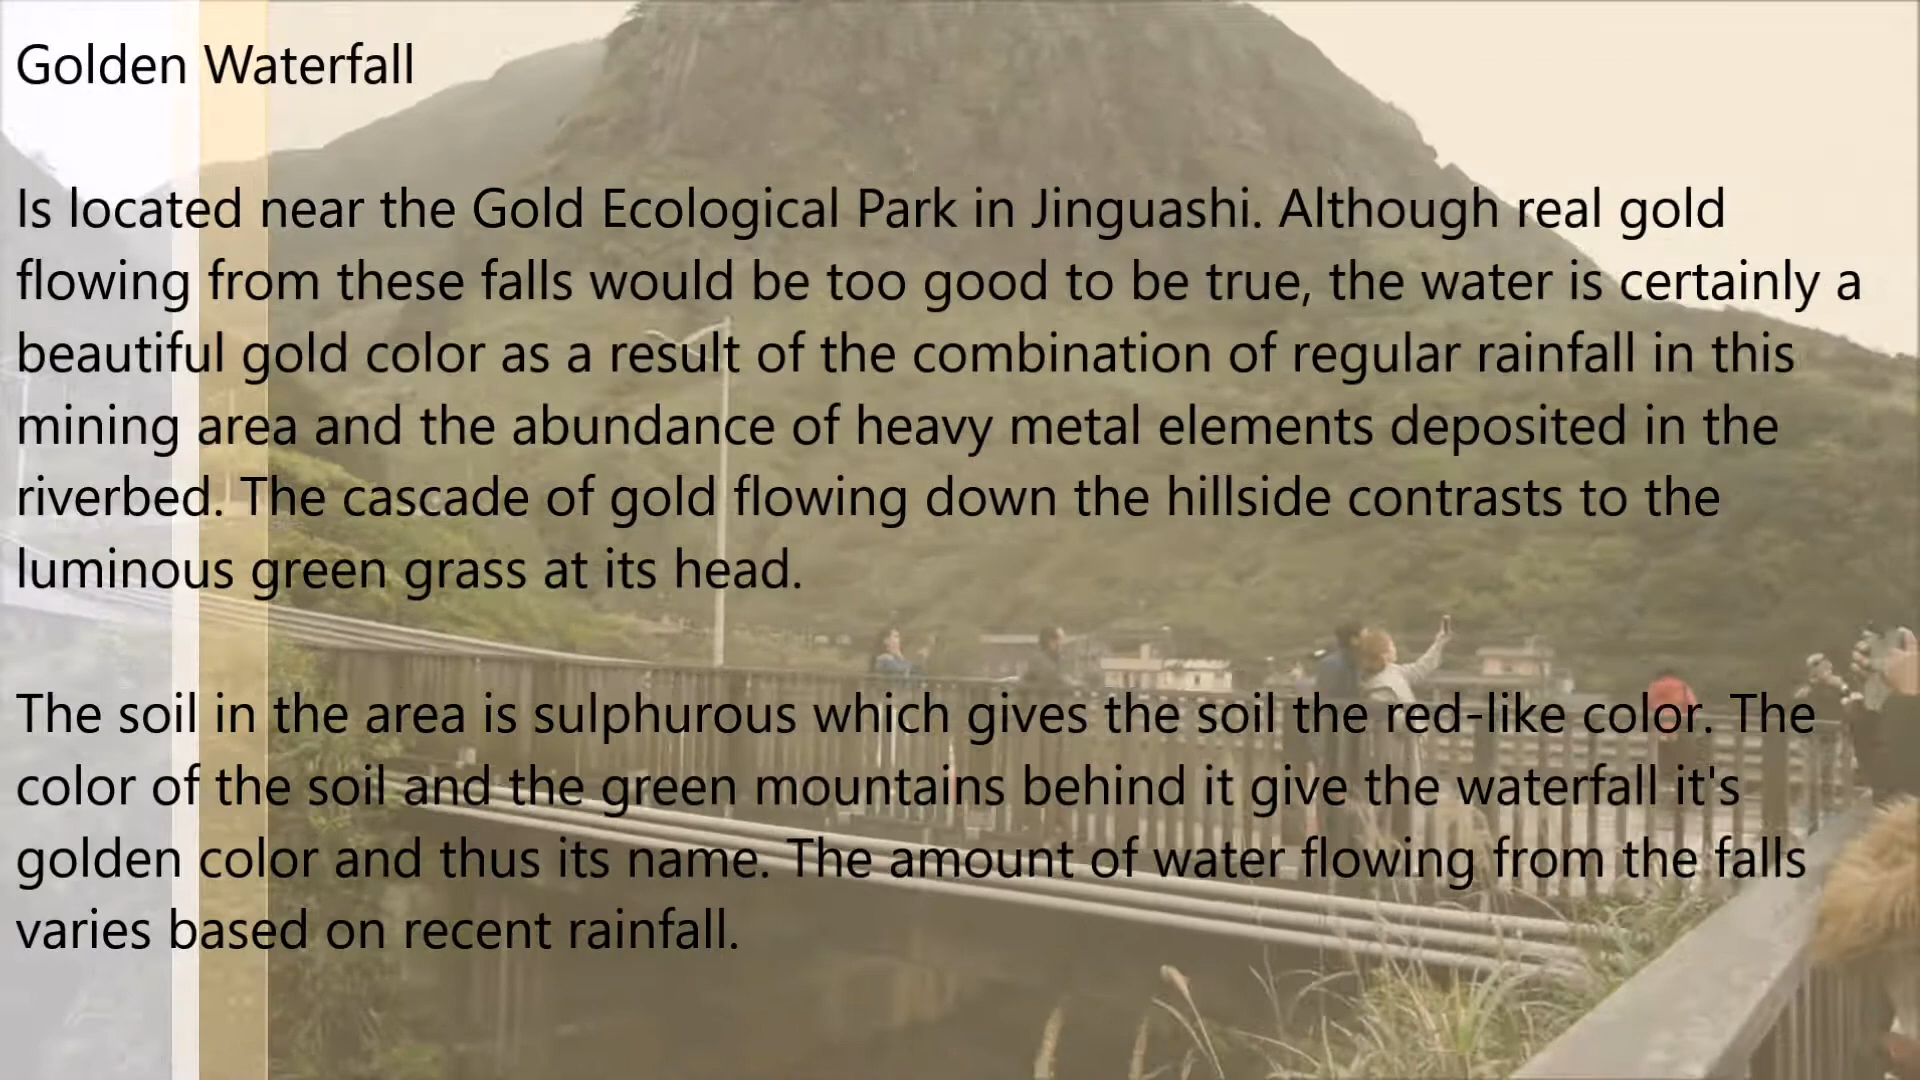 Golden Waterfall
Is located near the Gold Ecological Park in Jinguashi. Although real gold
flowing from these falls would be too good to be true, the water is certainly a
beautiful gold color as a result of the combination of regular rainfall in this
mining area and the abundance of heavy metal elements deposited in the
riverbed. The cascade of gold flowing down the hillside contrasts to the
luminous green grass at its head.
The soil in the area is sulphurous which gives the soil the red-like color. The
color of the soil and the green mountains behind it give the waterfall it's
golden color and thus its name. The amount of water flowing from the falls
varies based on recent rainfall.